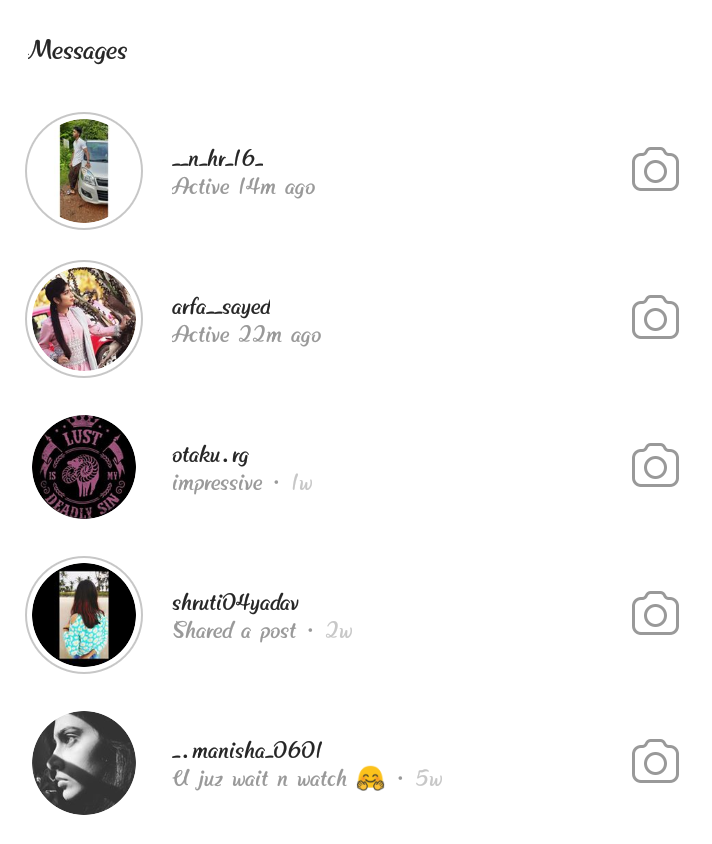 Messages
__n_hr_16_
Active 14m ago
arfa__sayed
Active 22m ago
LUST
IS MY
DEADLY SIN
otaku.rg
impressive · 1w
shruti04yadav
Shared a post · 2w
_..manisha_0601
U juz wait n watch 🤗 · 5w